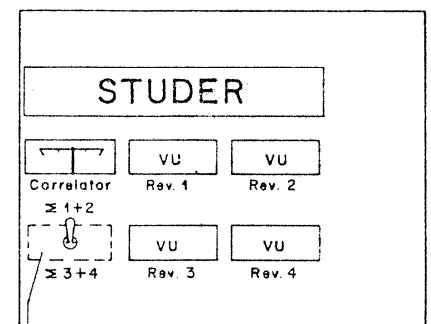 STUDER
VU VU
Correlator Rev. 1 Rev. 2
Σ 1+2
VU VU
Σ 3+4 Rev. 3 Rev. 4